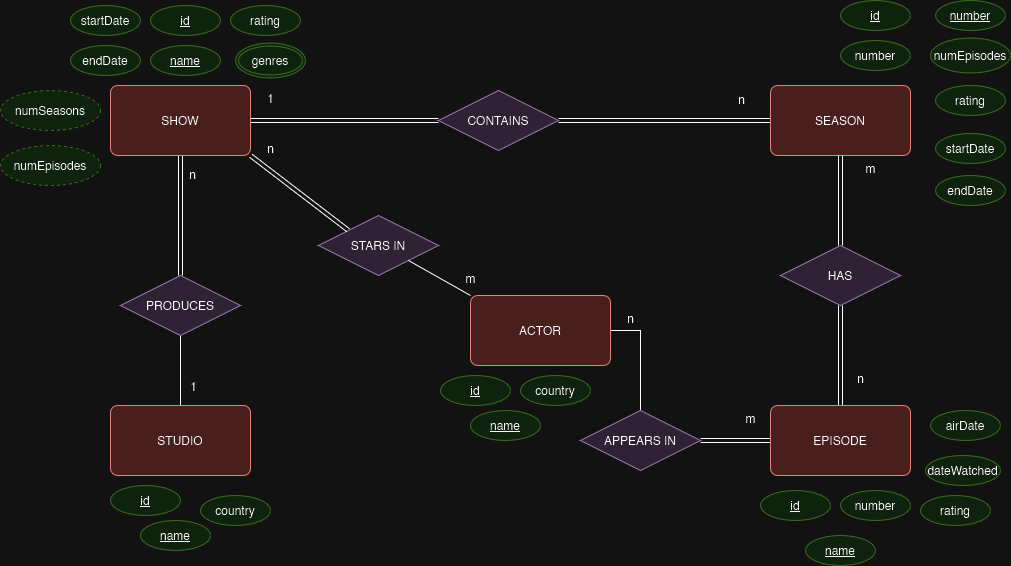 startDate
id
rating
id
number
endDate
name
genres
number
numEpisodes
numSeasons
SHOW
1
CONTAINS
n
SEASON
rating
numEpisodes
n
n
m
startDate
endDate
STARS IN
m
HAS
PRODUCES
n
ACTOR
1
id
country
name
n
m
STUDIO
APPEARS IN
EPISODE
airDate
dateWatched
id
country
name
id
number
rating
name